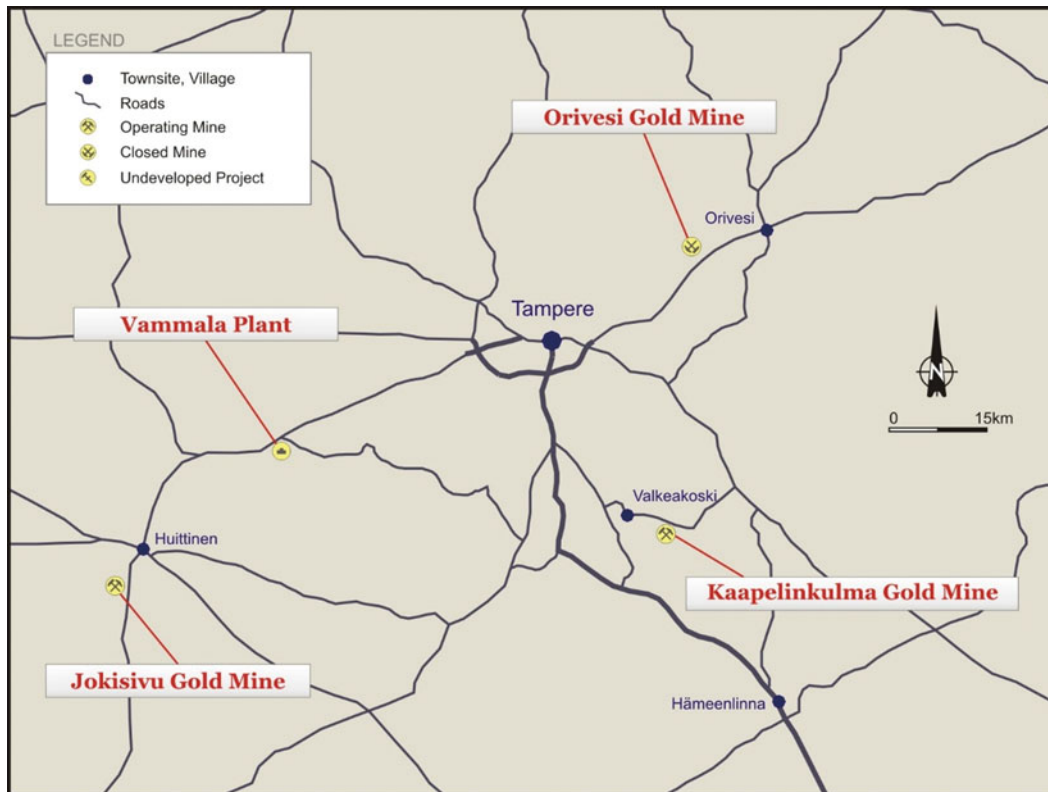 LEGEND
Townsite, Village
Roads
Operating Mine
Closed Mine
Undeveloped Project
Orivesi Gold Mine
Orivesi
Tampere
Vammala Plant
N
0 15km
Valkeakoski
Huittinen
Kaapelinkulma Gold Mine
Jokisivu Gold Mine
Hämeenlinna